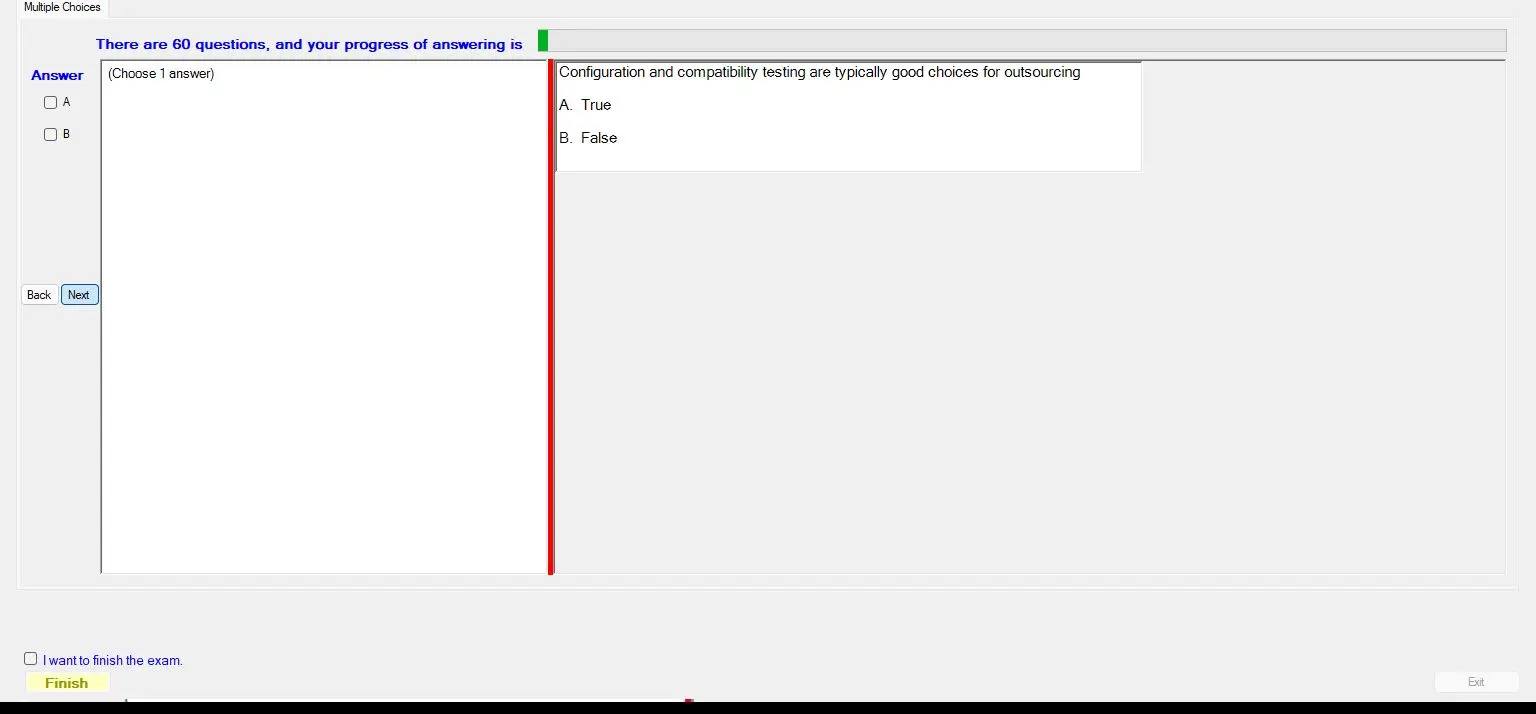 Multiple Choices
There are 60 questions, and your progress of answering is
Answer
A
B
Back
Next
(Choose 1 answer)
Configuration and compatibility testing are typically good choices for outsourcing
A. True
B. False
I want to finish the exam.
Finish
Exit